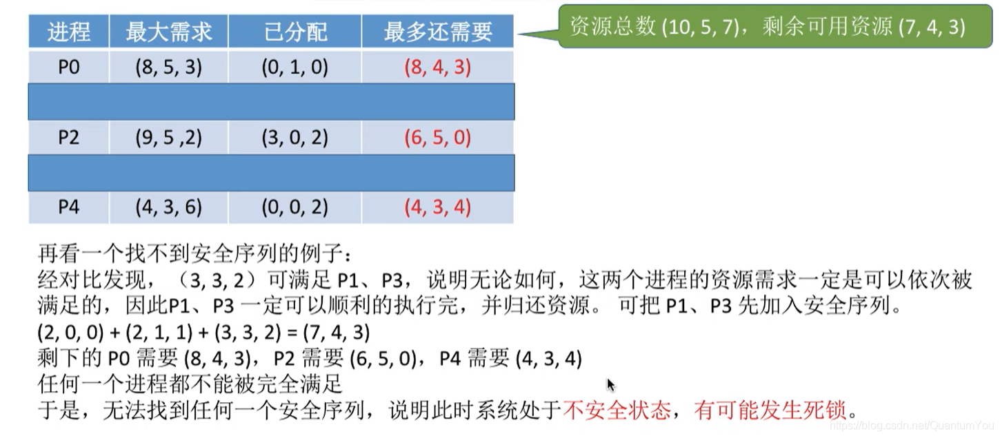 进程 最大需求 已分配 最多还需要
资源总数 (10, 5, 7)，剩余可用资源 (7, 4, 3)
P0 (8, 5, 3) (0, 1, 0) (8, 4, 3)
P2 (9, 5 ,2) (3, 0, 2) (6, 5, 0)
P4 (4, 3, 6) (0, 0, 2) (4, 3, 4)
再看一个找不到安全序列的例子：
经对比发现，（3, 3, 2）可满足 P1、P3，说明无论如何，这两个进程的资源需求一定是可以依次被
满足的，因此P1、P3 一定可以顺利的执行完，并归还资源。 可把 P1、P3 先加入安全序列。
(2, 0, 0) + (2, 1, 1) + (3, 3, 2) = (7, 4, 3)
剩下的 P0 需要 (8, 4, 3)，P2 需要 (6, 5, 0)，P4 需要 (4, 3, 4)
任何一个进程都不能被完全满足
于是，无法找到任何一个安全序列，说明此时系统处于不安全状态，有可能发生死锁。
https://blog.csdn.net/QuantumYou